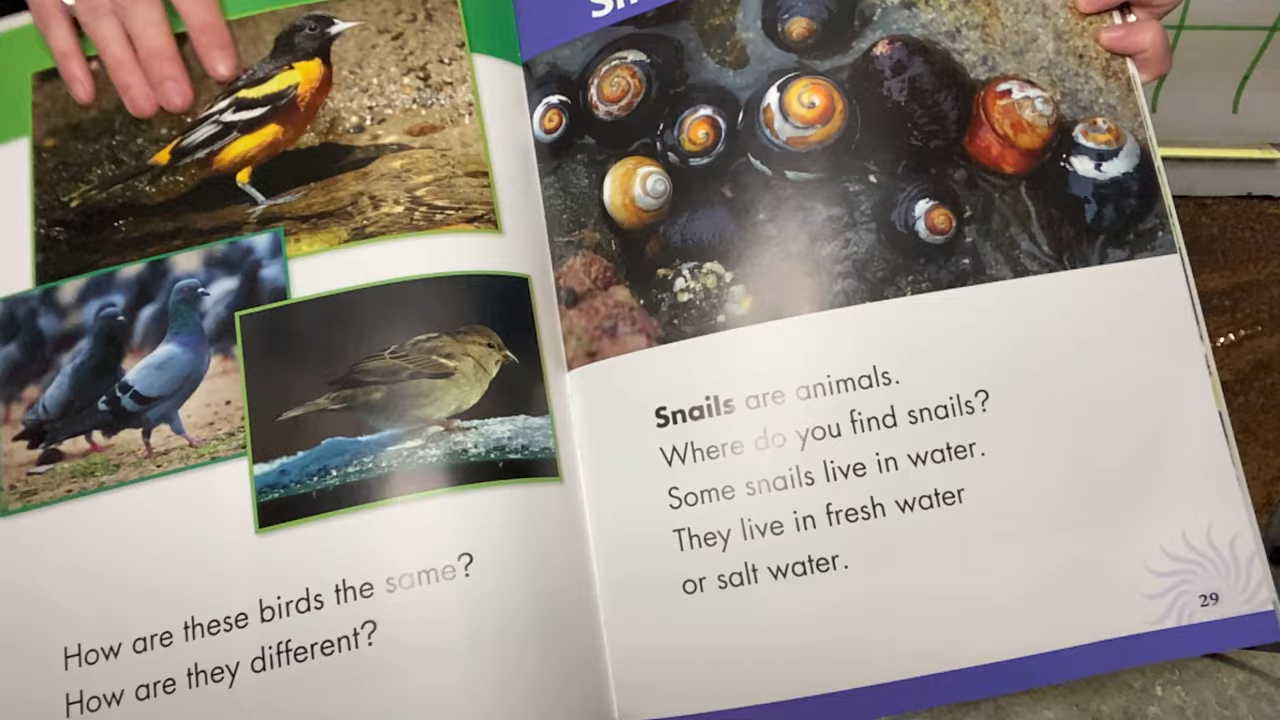 How are these birds the same?
How are they different?
Snails are animals.
Where do you find snails?
Some snails live in water.
They live in fresh water
or salt water.
29